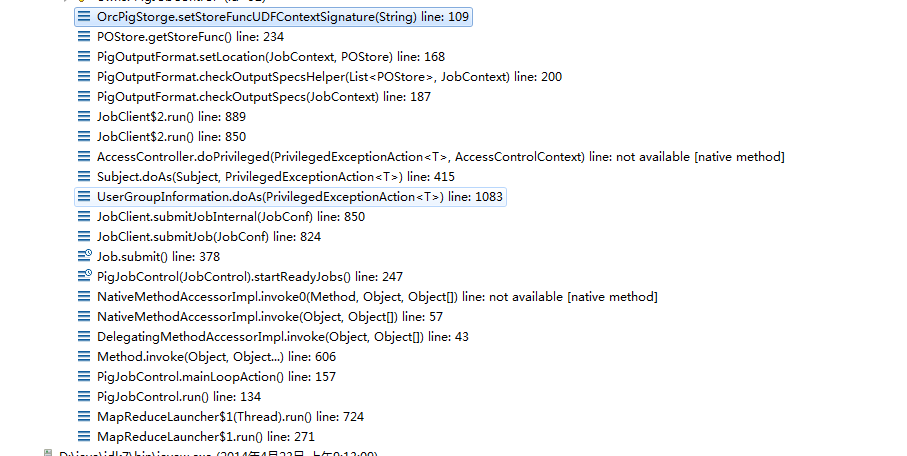 OrcPigStorge.setStoreFuncUDFContextSignature(String) line: 109
POStore.getStoreFunc() line: 234
PigOutputFormat.setLocation(JobContext, POStore) line: 168
PigOutputFormat.checkOutputSpecsHelper(List<POStore>, JobContext) line: 200
PigOutputFormat.checkOutputSpecs(JobContext) line: 187
JobClient$2.run() line: 889
JobClient$2.run() line: 850
AccessController.doPrivileged(PrivilegedExceptionAction<T>, AccessControlContext) line: not available [native method]
Subject.doAs(Subject, PrivilegedExceptionAction<T>) line: 415
UserGroupInformation.doAs(PrivilegedExceptionAction<T>) line: 1083
JobClient.submitJobInternal(JobConf) line: 850
JobClient.submitJob(JobConf) line: 824
Job.submit() line: 378
PigJobControl(JobControl).startReadyJobs() line: 247
NativeMethodAccessorImpl.invoke0(Method, Object, Object[]) line: not available [native method]
NativeMethodAccessorImpl.invoke(Object, Object[]) line: 57
DelegatingMethodAccessorImpl.invoke(Object, Object[]) line: 43
Method.invoke(Object, Object...) line: 606
PigJobControl.mainLoopAction() line: 157
PigJobControl.run() line: 134
MapReduceLauncher$1(Thread).run() line: 724
MapReduceLauncher$1.run() line: 271